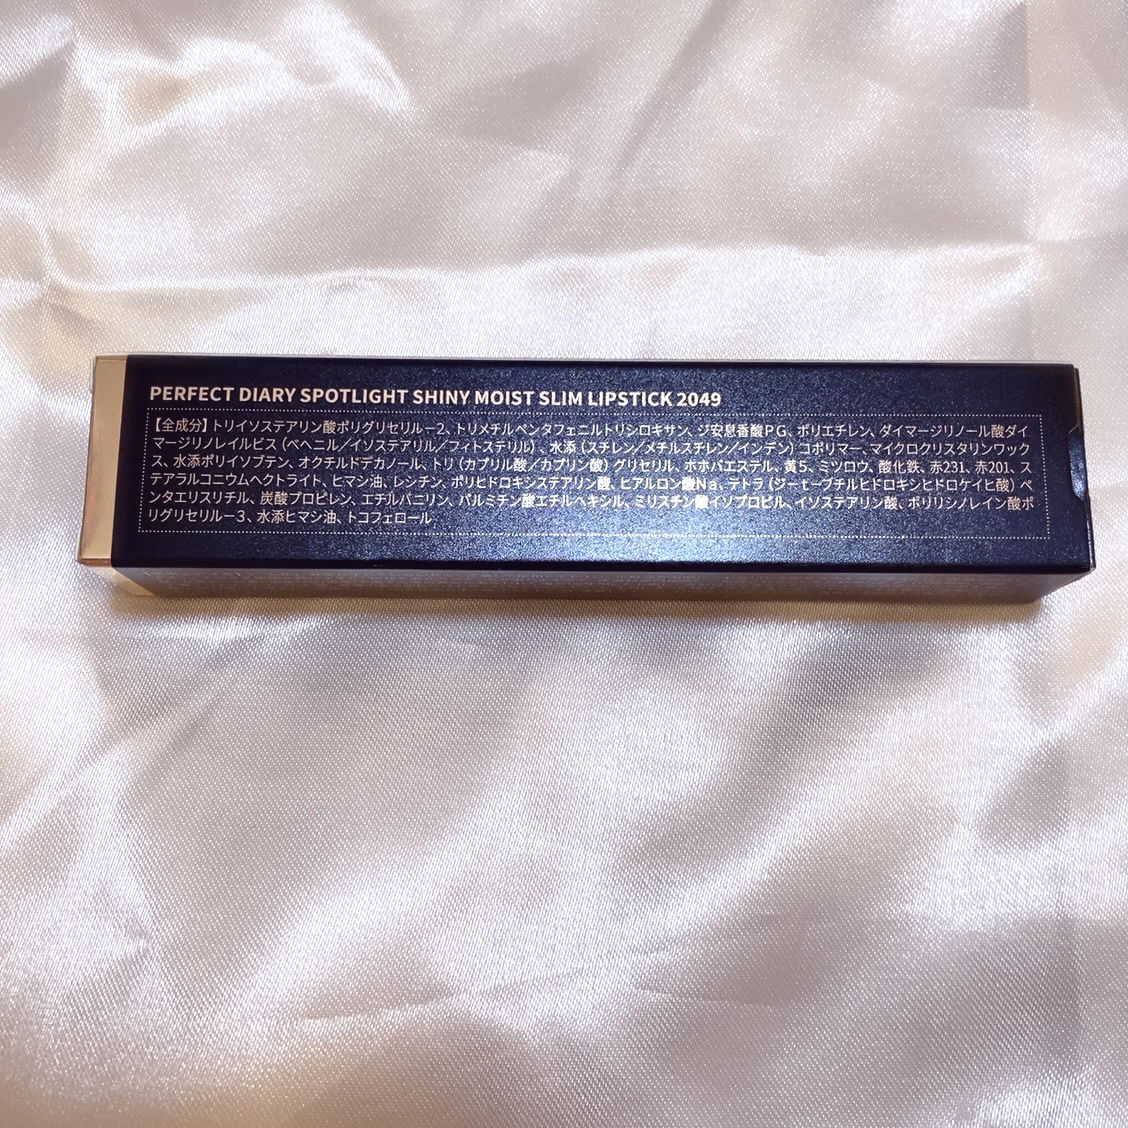 PERFECT DIARY SPOTLIGHT SHINY MOIST SLIM LIPSTICK 2049
【全成分】トリイソステアリン酸ポリグリセリル－2、トリメチルペンタフェニルトリシロキサン、ジ安息香酸ＰＧ、ポリエチレン、ダイマージリノール酸ダイ
マージリノレイルビス（ベヘニル／イソステアリル／フィトステリル）、水添（スチレン／メチルスチレン／インデン）コポリマー、マイクロクリスタリンワック
ス、水添ポリイソブテン、オクチルドデカノール、トリ（カプリル酸／カプリン酸）グリセリル、ホホバエステル、黄５、ミツロウ、酸化鉄、赤231、赤201、ス
テアラルコニウムヘクトライト、ヒマシ油、レシチン、ポリヒドロキシステアリン酸、ヒアルロン酸Ｎａ、テトラ（ジーｔ－ブチルヒドロキシヒドロケイヒ酸）ペ
ンタエリスリチル、炭酸プロピレン、エチルバニリン、パルミチン酸エチルヘキシル、ミリスチン酸イソプロピル、イソステアリン酸、ポリリシノレイン酸ポ
リグリセリル－３、水添ヒマシ油、トコフェロール